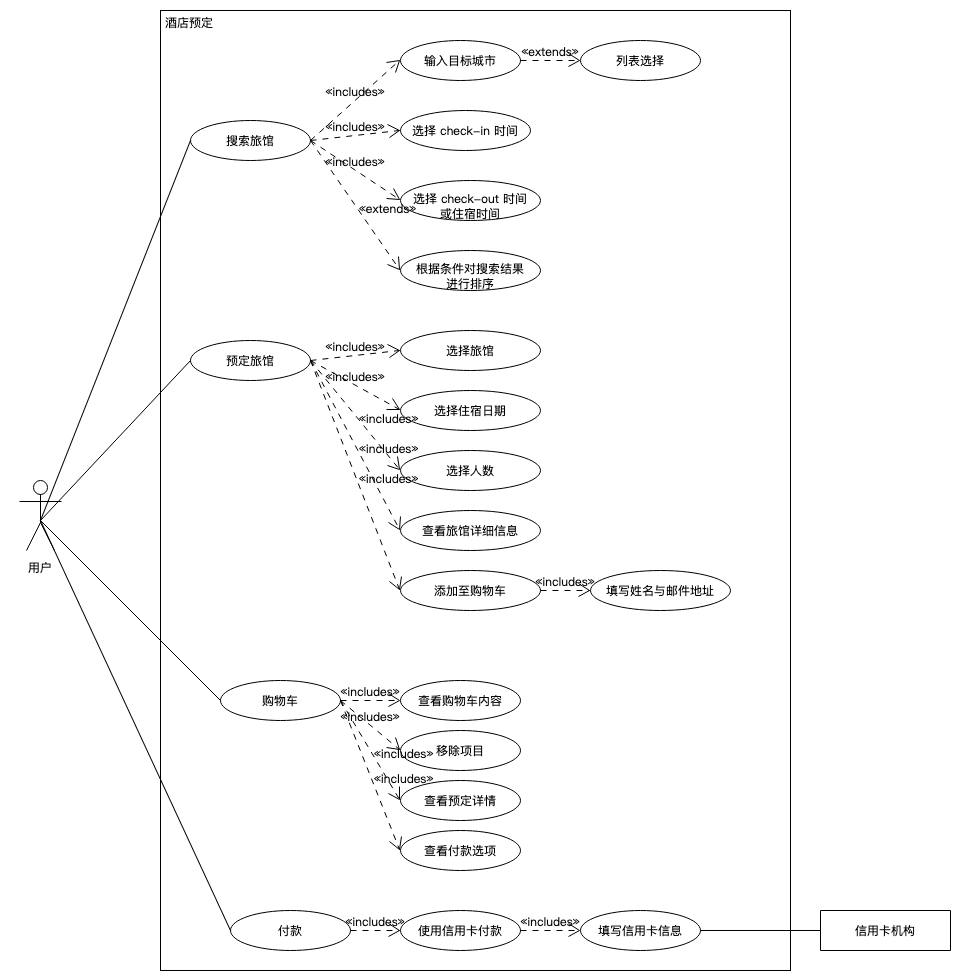 酒店预定
输入目标城市
«extends»
列表选择
«includes»
搜索旅馆
«includes»
选择 check-in 时间
«includes»
选择 check-out 时间
或住宿时间
«extends»
根据条件对搜索结果
进行排序
预定旅馆
«includes»
选择旅馆
«includes»
选择住宿日期
«includes»
选择人数
«includes»
查看旅馆详细信息
«includes»
添加至购物车
«includes»
填写姓名与邮件地址
用户
购物车
«includes»
查看购物车内容
«includes»
移除项目
«includes»
查看预定详情
«includes»
查看付款选项
付款
«includes»
使用信用卡付款
«includes»
填写信用卡信息
信用卡机构